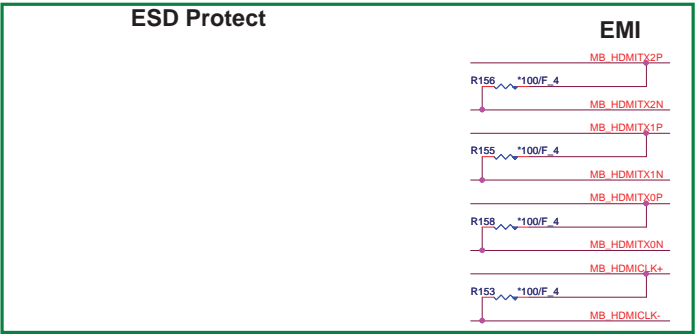 ESD Protect
EMI
MB_HDMITX2P
R156 *100/F_4
MB_HDMITX2N
MB_HDMITX1P
R155 *100/F_4
MB_HDMITX1N
MB_HDMITX0P
R158 *100/F_4
MB_HDMITX0N
MB_HDMICLK+
R153 *100/F_4
MB_HDMICLK-